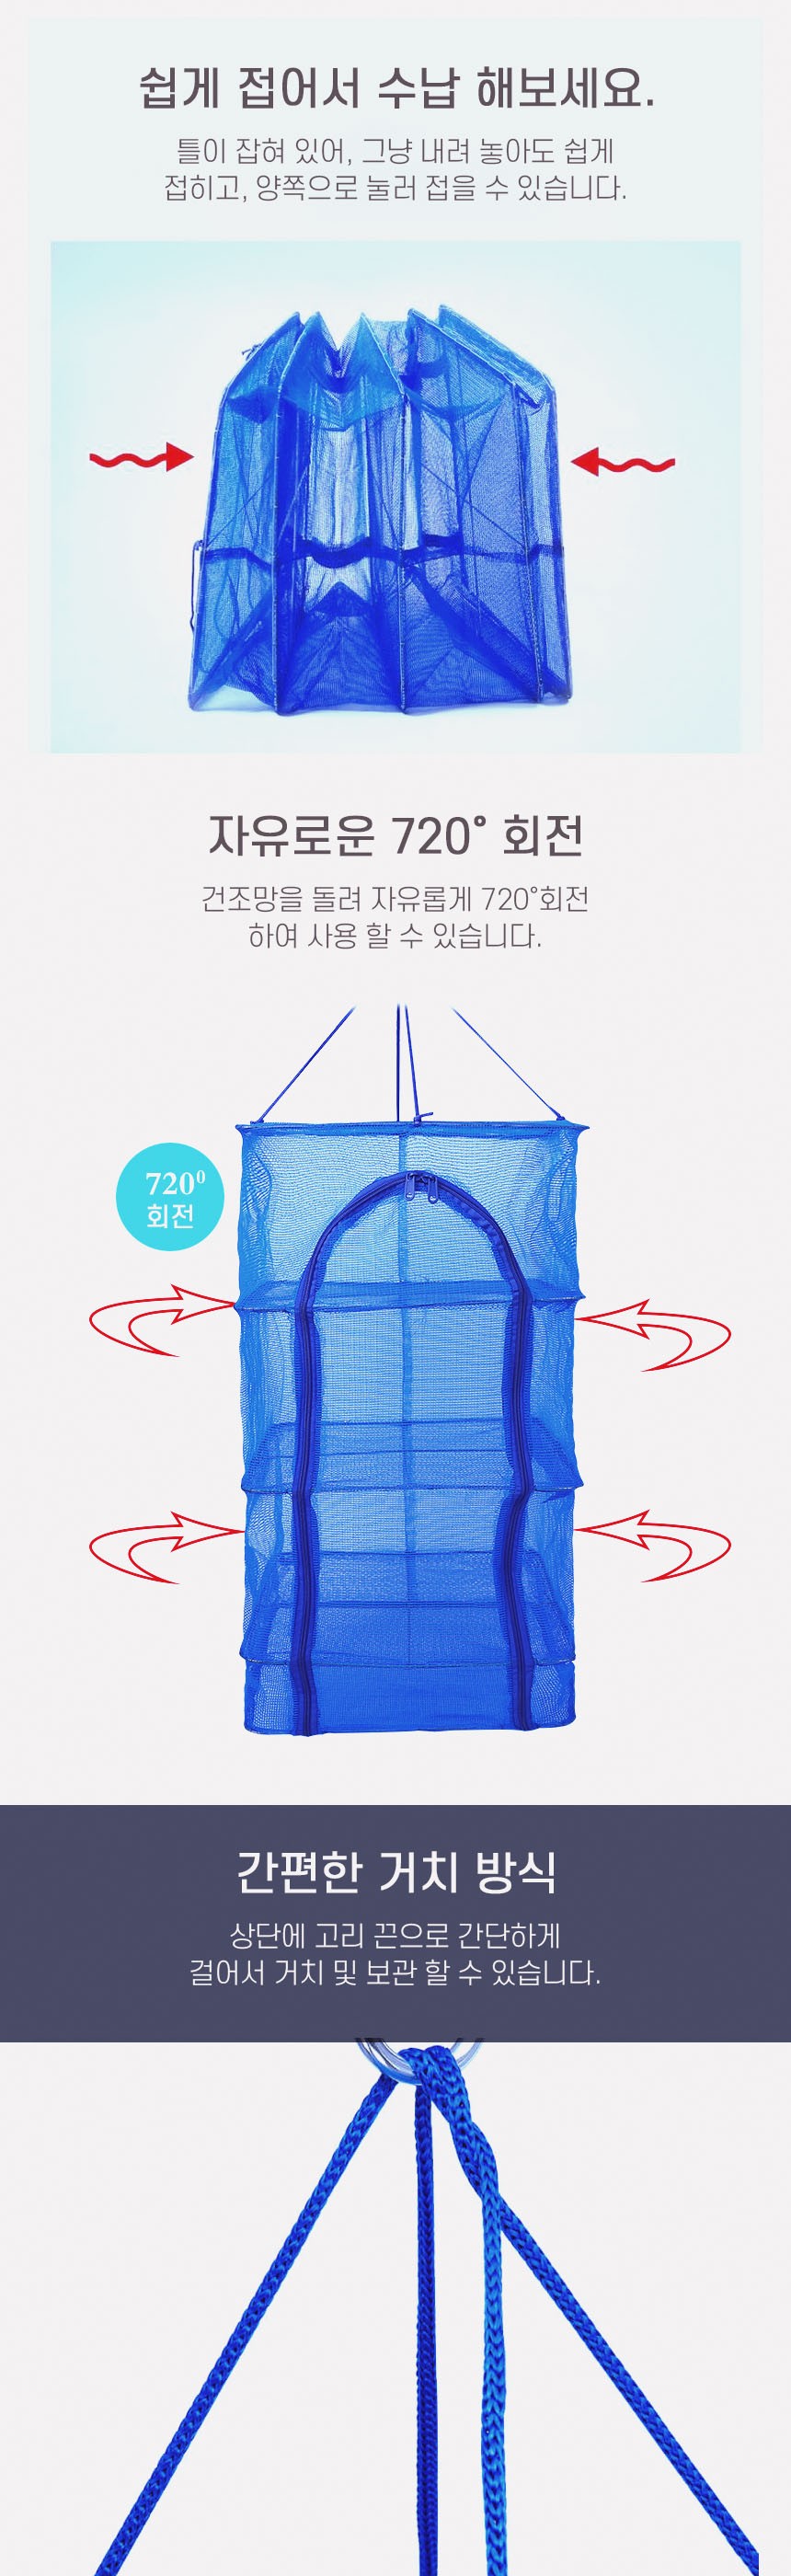 쉽게 접어서 수납 해보세요.
틀이 잡혀 있어, 그냥 내려 놓아도 쉽게
접히고, 양쪽으로 눌러 접을 수 있습니다.
자유로운 720° 회전
건조망을 돌려 자유롭게 720°회전
하여 사용 할 수 있습니다.
720⁰
회전
간편한 거치 방식
상단에 고리 끈으로 간단하게
걸어서 거치 및 보관 할 수 있습니다.